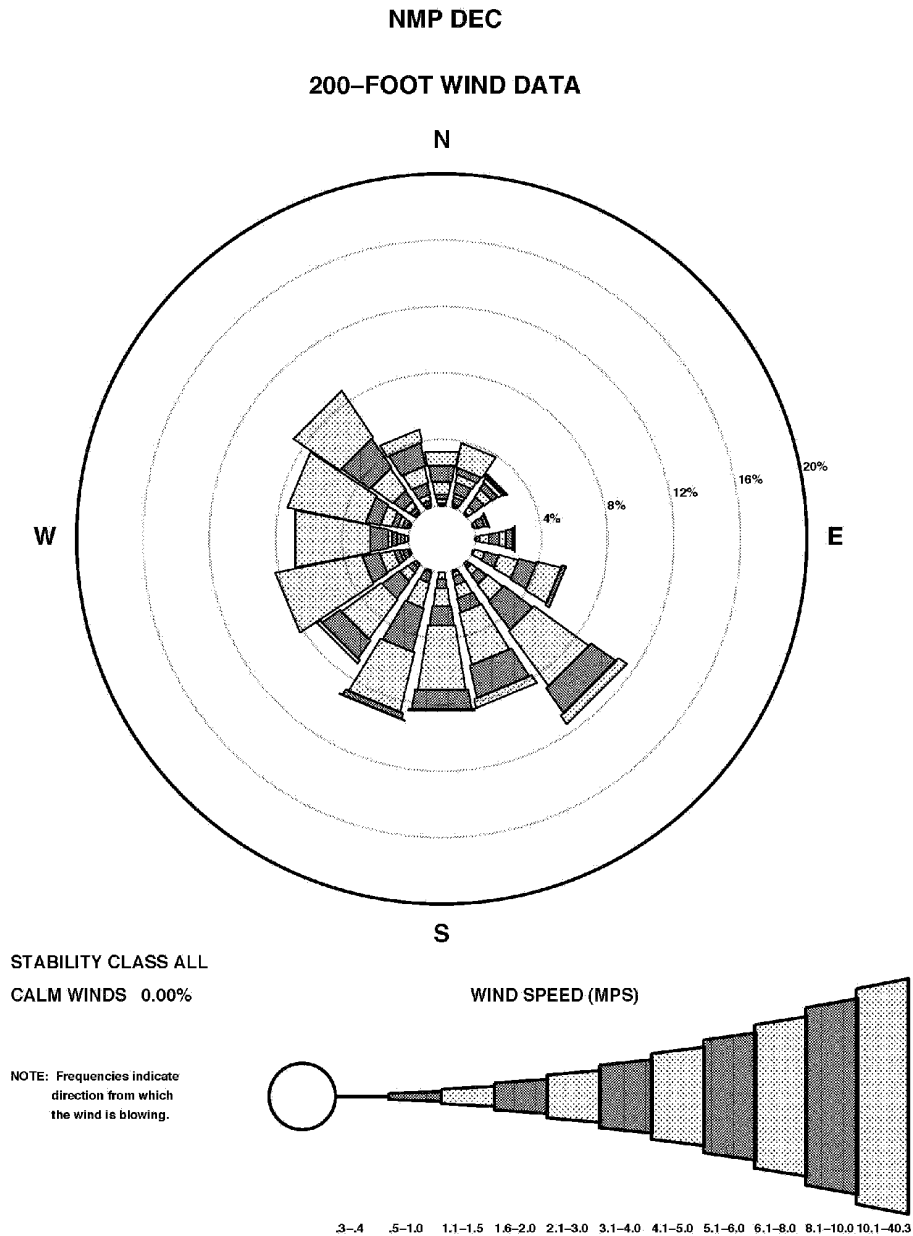 NMP DEC
200–FOOT WIND DATA
N
20%
16%
12%
8%
4%
W
E
S
STABILITY CLASS ALL
CALM WINDS 0.00%
WIND SPEED (MPS)
NOTE: Frequencies indicate
direction from which
the wind is blowing.
.3–.4 .5–1.0 1.1–1.5 1.6–2.0 2.1–3.0 3.1–4.0 4.1–5.0 5.1–6.0 6.1–8.0 8.1–10.0 10.1–40.3